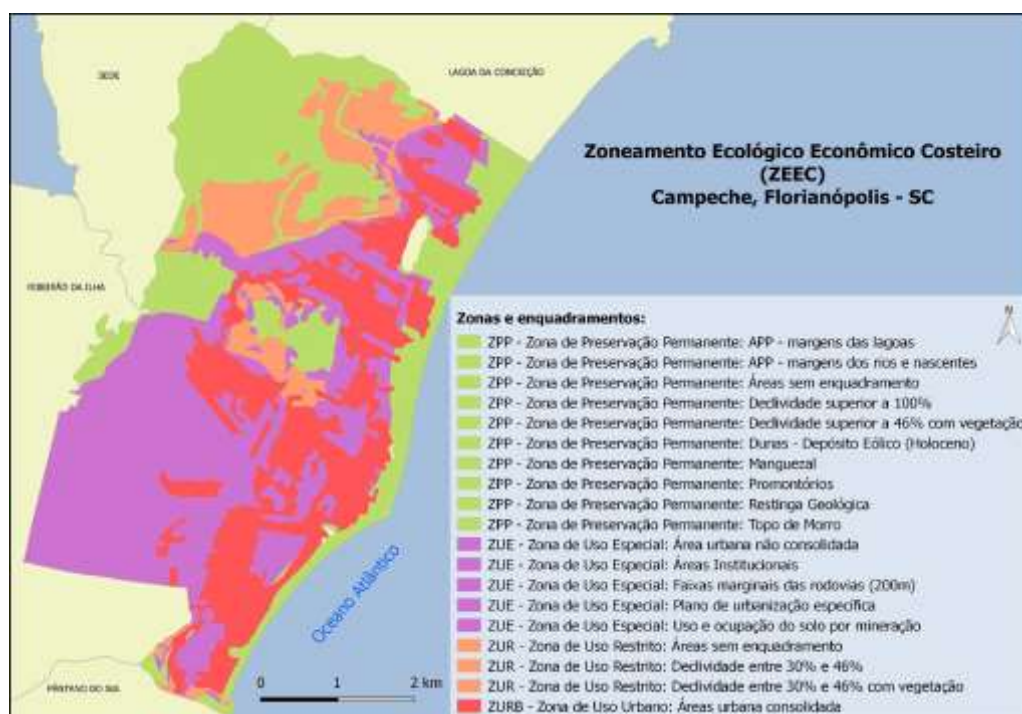 SEDE
LAGOA DA CONCEIÇÃO
Zoneamento Ecológico Econômico Costeiro
(ZEEC)
Campeche, Florianópolis - SC
RIBEIRÃO DA ILHA
Zonas e enquadramentos:
N
ZPP - Zona de Preservação Permanente: APP - margens das lagoas
ZPP - Zona de Preservação Permanente: APP - margens dos rios e nascentes
ZPP - Zona de Preservação Permanente: Áreas sem enquadramento
ZPP - Zona de Preservação Permanente: Declividade superior a 100%
ZPP - Zona de Preservação Permanente: Declividade superior a 46% com vegetação
ZPP - Zona de Preservação Permanente: Dunas - Depósito Eólico (Holoceno)
ZPP - Zona de Preservação Permanente: Manguezal
ZPP - Zona de Preservação Permanente: Promontórios
ZPP - Zona de Preservação Permanente: Restinga Geológica
ZPP - Zona de Preservação Permanente: Topo de Morro
ZUE - Zona de Uso Especial: Área urbana não consolidada
ZUE - Zona de Uso Especial: Áreas Institucionais
ZUE - Zona de Uso Especial: Faixas marginais das rodovias (200m)
ZUE - Zona de Uso Especial: Plano de urbanização específica
ZUE - Zona de Uso Especial: Uso e ocupação do solo por mineração
ZUR - Zona de Uso Restrito: Áreas sem enquadramento
ZUR - Zona de Uso Restrito: Declividade entre 30% e 46%
ZUR - Zona de Uso Restrito: Declividade entre 30% e 46% com vegetação
ZURB - Zona de Uso Urbano: Áreas urbana consolidada
Oceano Atlântico
PÂNTANO DO SUL
0 1 2 km